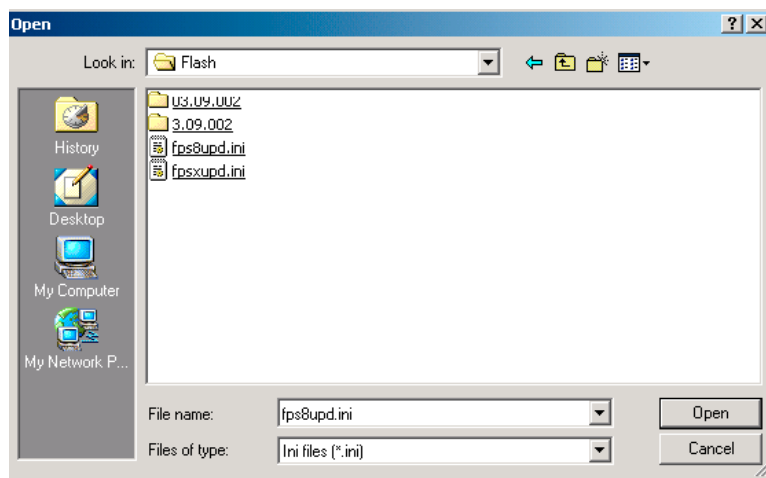 Open
Look in: Flash
History
Desktop
My Computer
My Network P...
03.09.002
3.09.002
fps8upd.ini
fpsxupd.ini
File name: fps8upd.ini Open
Files of type: Ini files (*.ini) Cancel